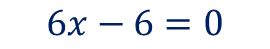 6x − 6 = 0